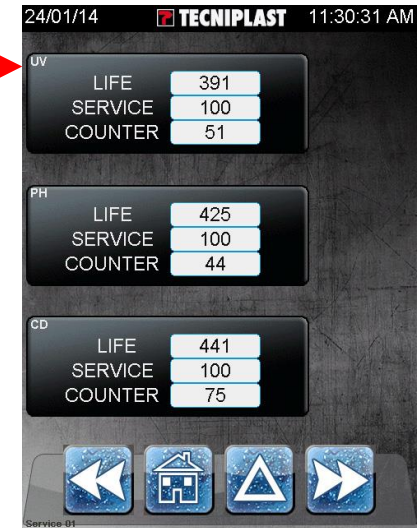 24/01/14 TECNIPLAST 11:30:31 AM
UV
LIFE 391
SERVICE 100
COUNTER 51
PH
LIFE 425
SERVICE 100
COUNTER 44
CD
LIFE 441
SERVICE 100
COUNTER 75
Service 01